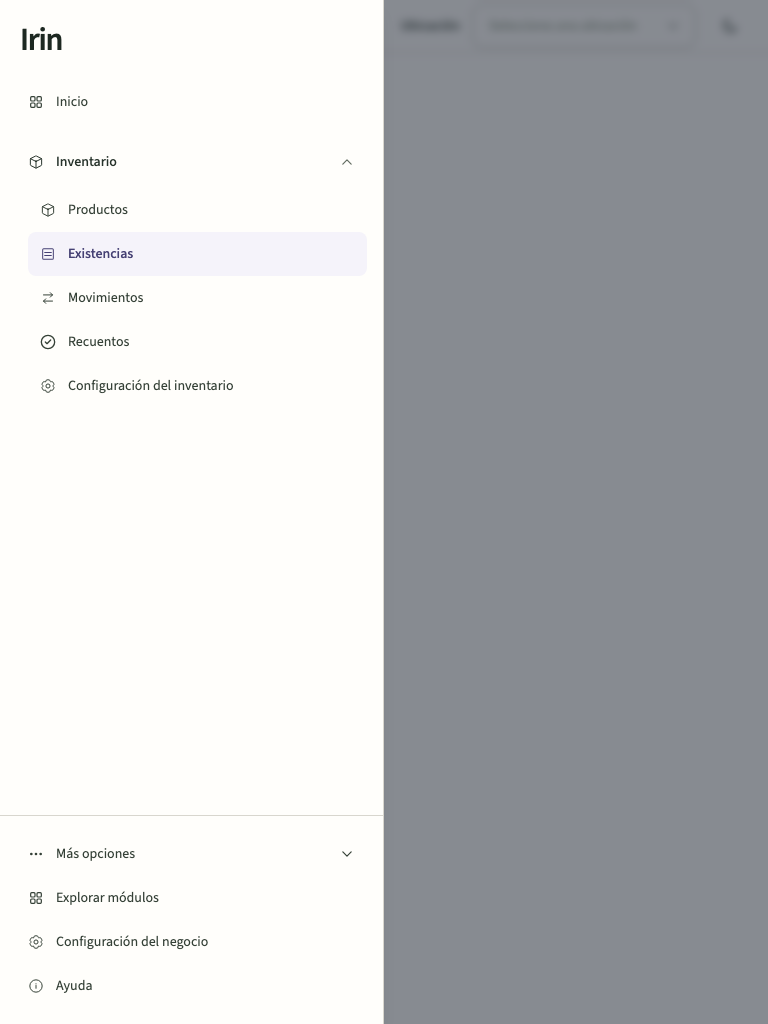 Irin
Inicio
Inventario
Productos
Existencias
Movimientos
Recuentos
Configuración del inventario
Más opciones
Explorar módulos
Configuración del negocio
Ayuda